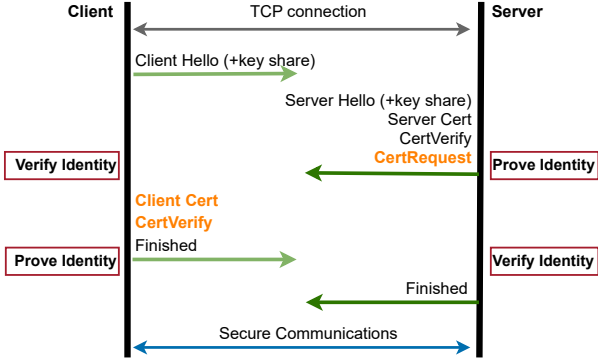 Client
TCP connection
Server
Client Hello (+key share)
Server Hello (+key share)
Server Cert
CertVerify
CertRequest
Verify Identity
Prove Identity
Client Cert
CertVerify
Finished
Prove Identity
Verify Identity
Finished
Secure Communications